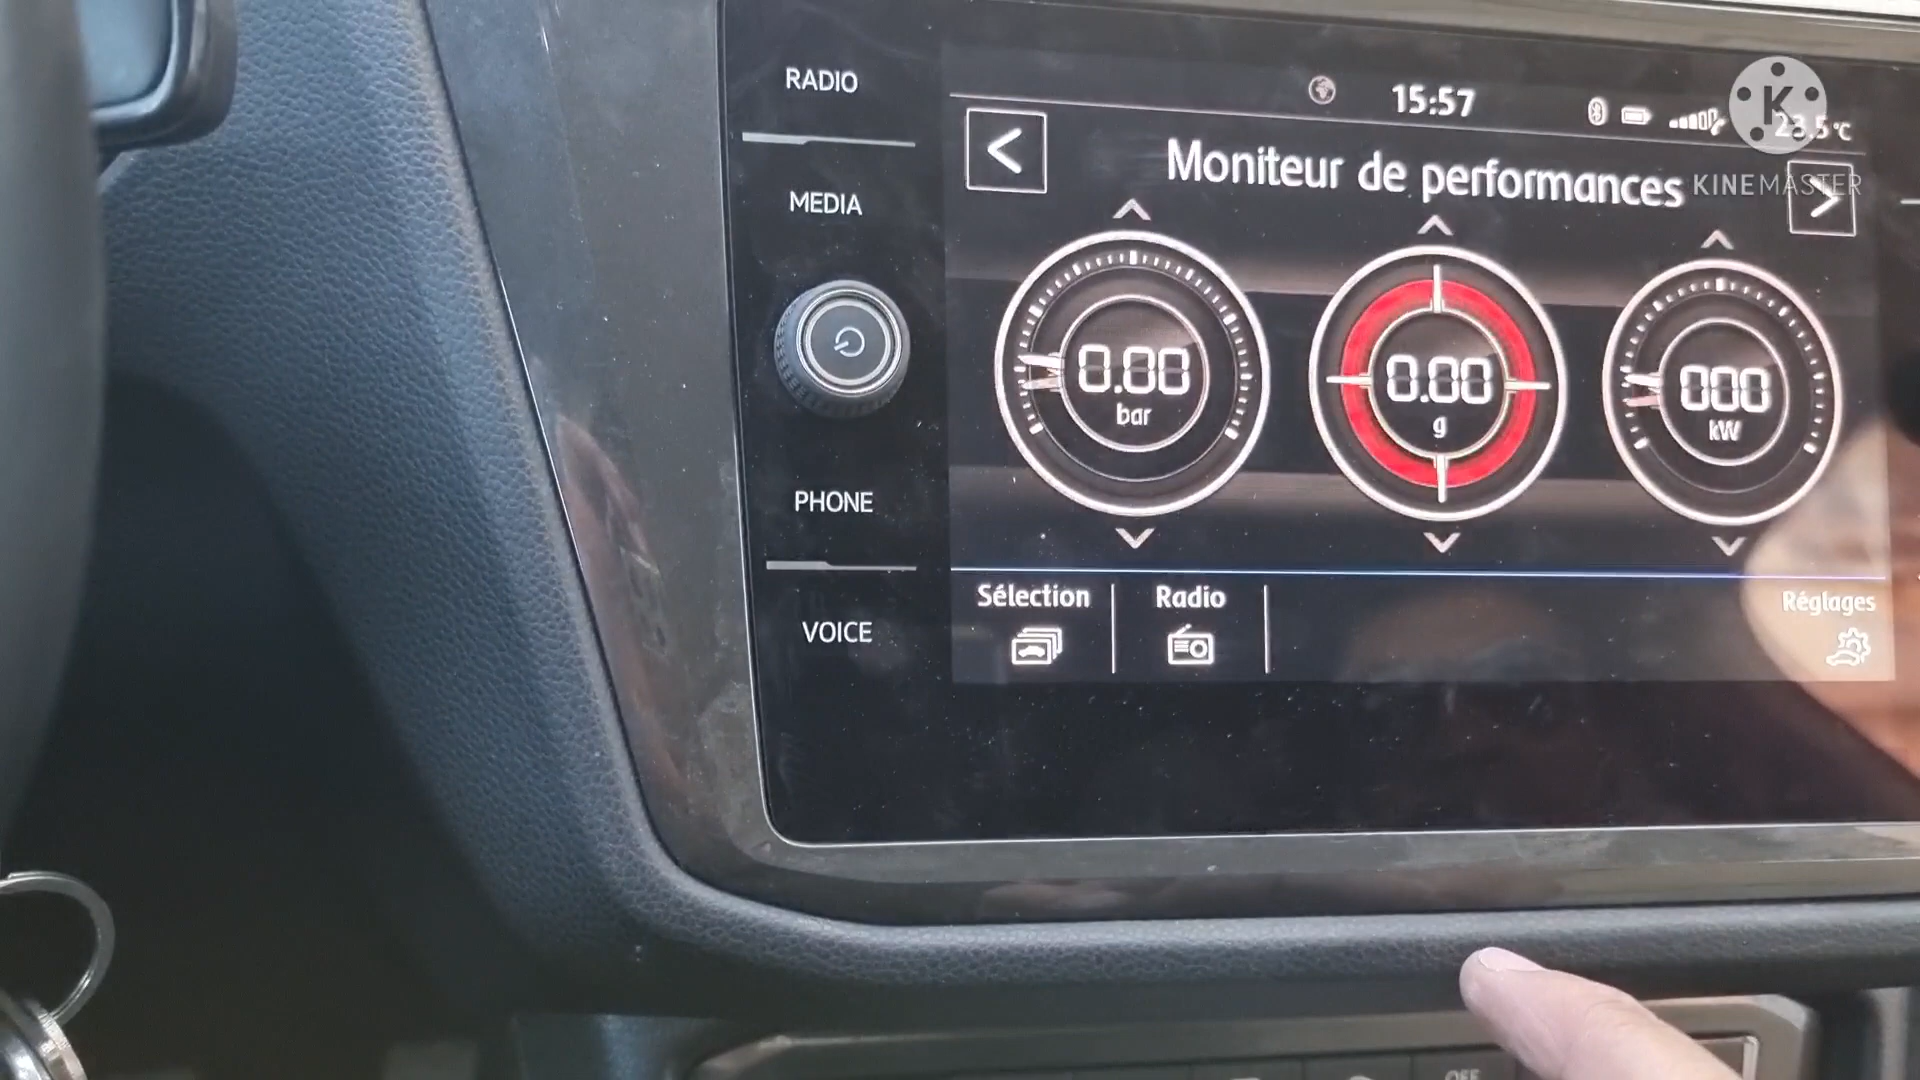 RADIO
MEDIA
PHONE
VOICE
15:57
23.5°C
Moniteur de performances
KINEMASTER
K
0.00
bar
0.00
g
000
kW
Sélection
Radio
Réglages
OFF